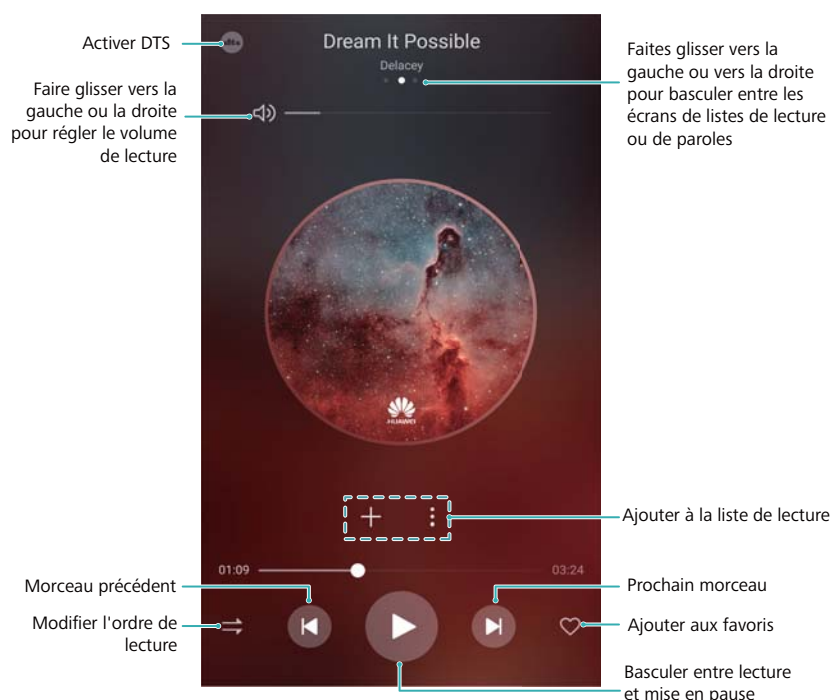 Activer DTS
dts
Dream It Possible
Delacey
Faites glisser vers la
gauche ou vers la droite
pour basculer entre les
écrans de listes de lecture
ou de paroles
Faire glisser vers la
gauche ou la droite
pour régler le volume
de lecture
HUAWEI
Ajouter à la liste de lecture
01:09
03:24
Morceau précédent
Prochain morceau
Modifier l'ordre de
lecture
Ajouter aux favoris
Basculer entre lecture
et mise en pause